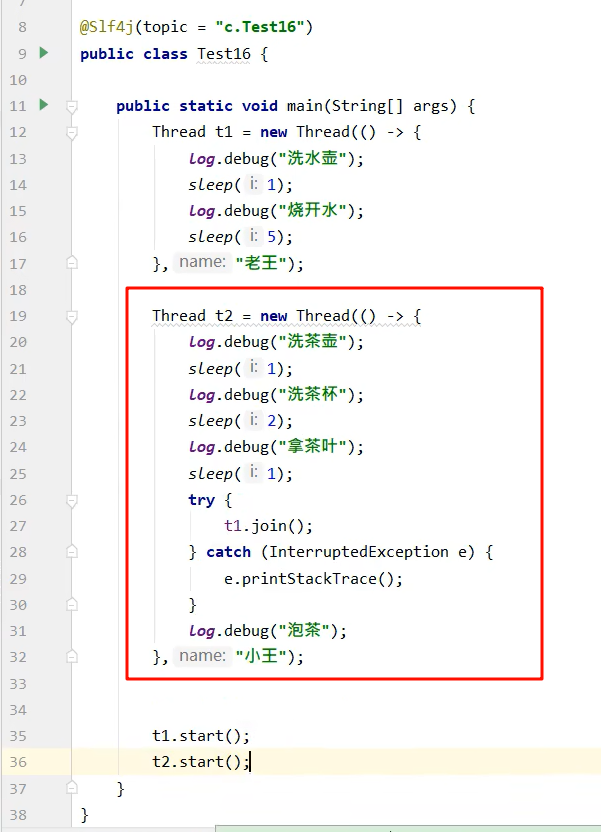 7
8 @Slf4j(topic = "c.Test16")
9 public class Test16 {
10
11 public static void main(String[] args) {
12 Thread t1 = new Thread(() -> {
13 log.debug("洗水壶");
14 sleep( i: 1);
15 log.debug("烧开水");
16 sleep( i: 5);
17 }, name: "老王");
18
19 Thread t2 = new Thread(() -> {
20 log.debug("洗茶壶");
21 sleep( i: 1);
22 log.debug("洗茶杯");
23 sleep( i: 2);
24 log.debug("拿茶叶");
25 sleep( i: 1);
26 try {
27 t1.join();
28 } catch (InterruptedException e) {
29 e.printStackTrace();
30 }
31 log.debug("泡茶");
32 }, name: "小王");
33
34
35 t1.start();
36 t2.start();
37 }
38 }